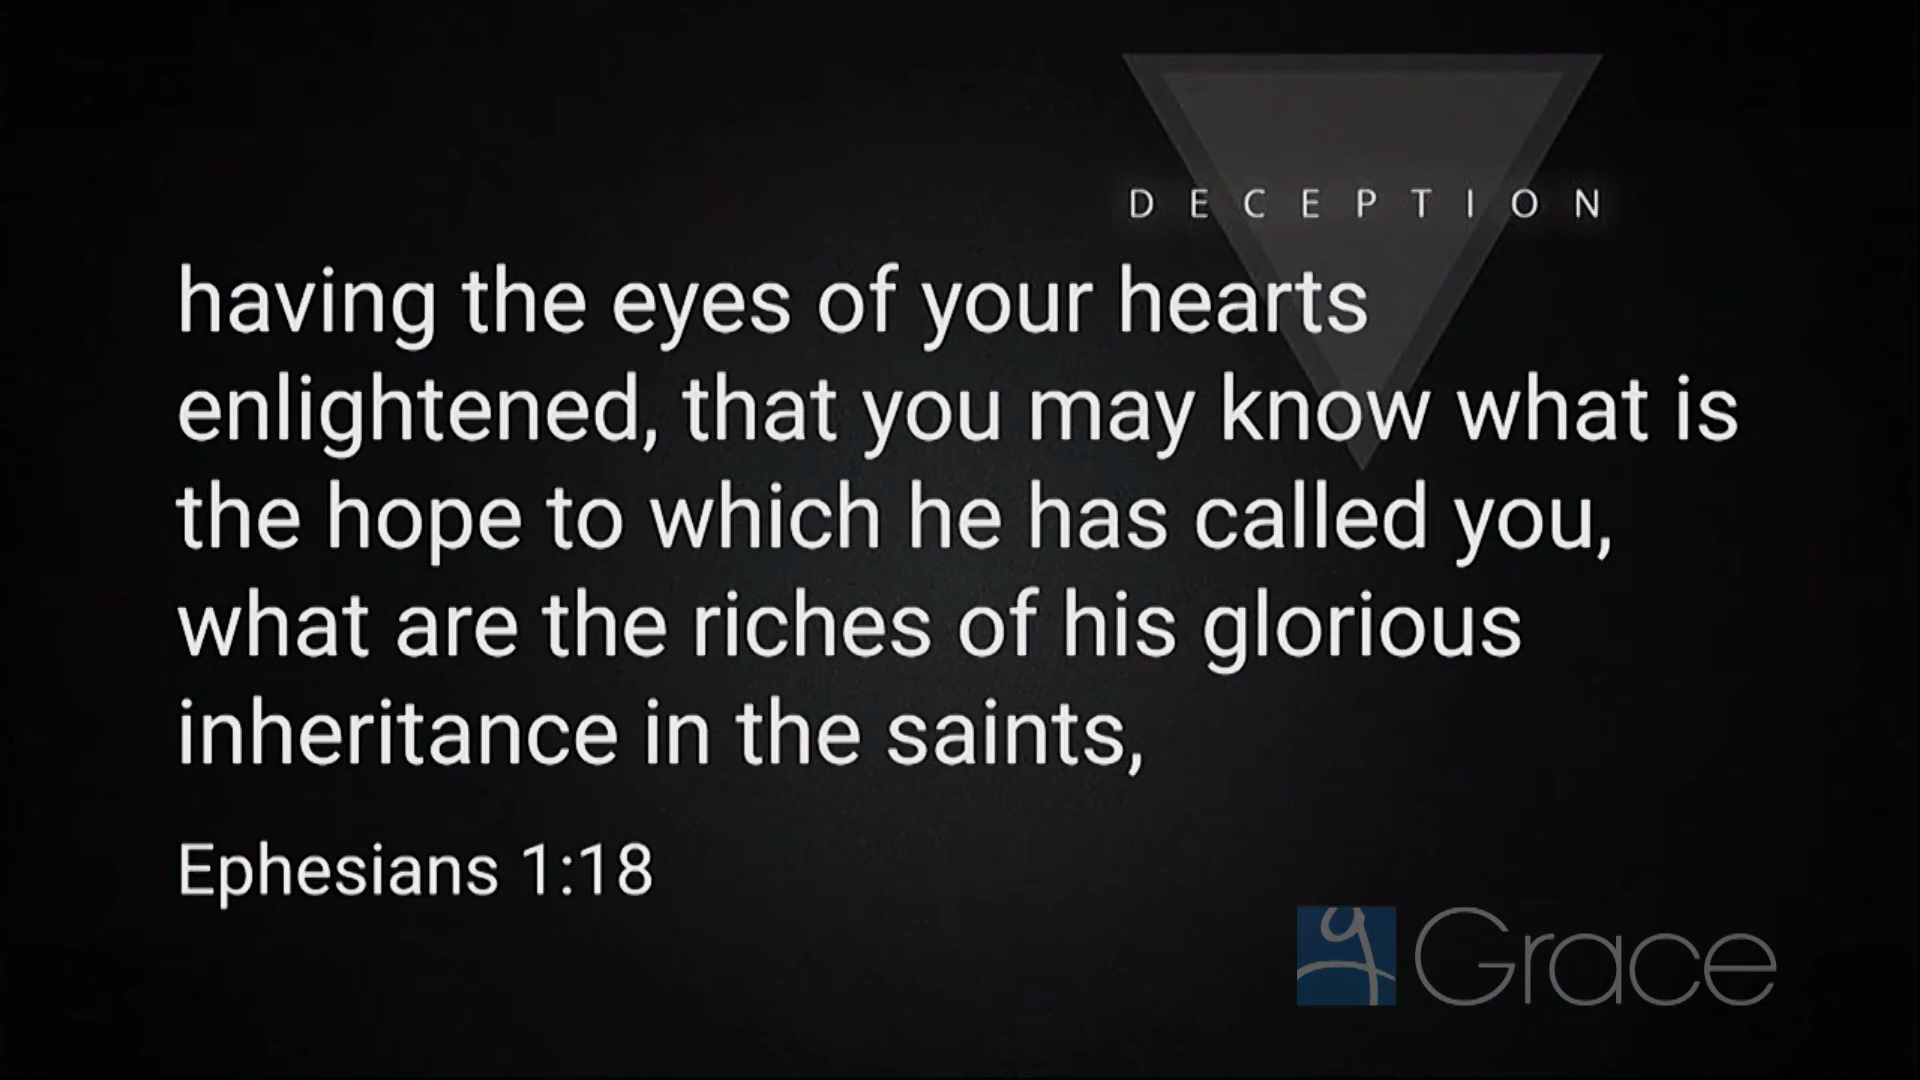 DECEPTION
having the eyes of your hearts
enlightened, that you may know what is
the hope to which he has called you,
what are the riches of his glorious
inheritance in the saints,
Ephesians 1:18
Grace